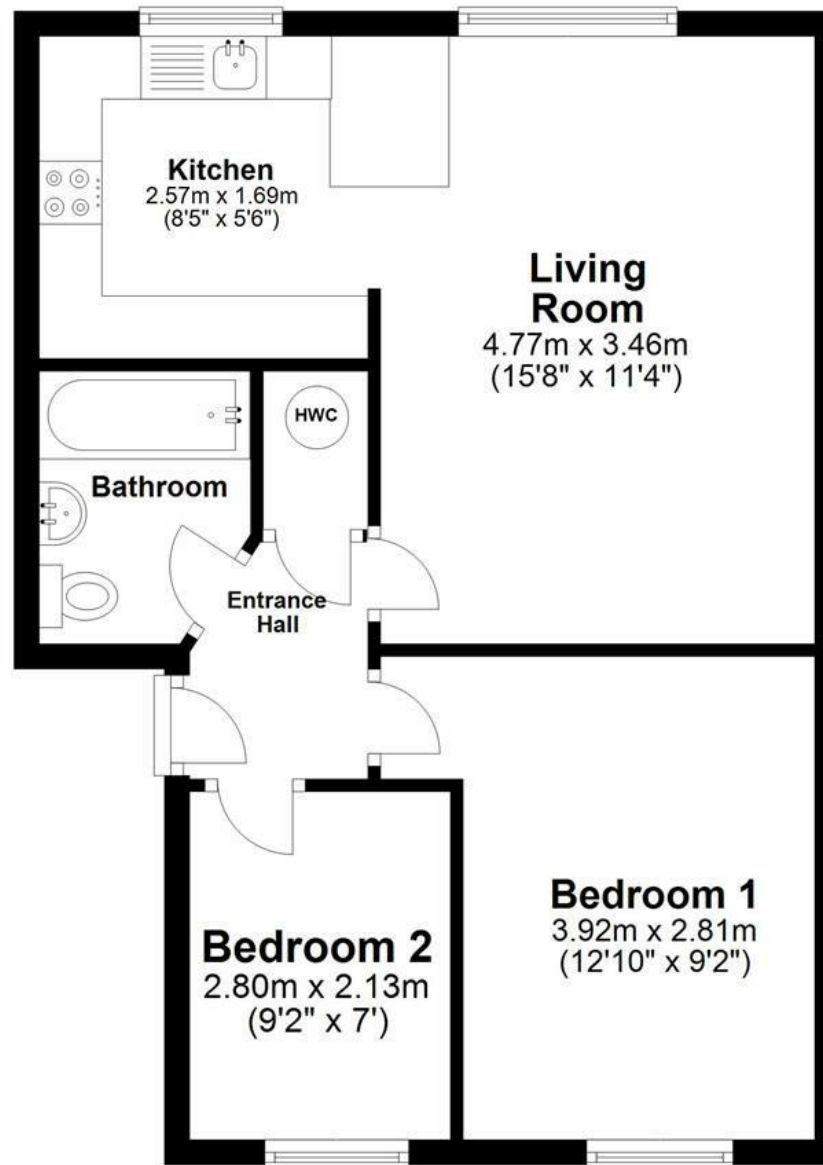 Kitchen
2.57m x 1.69m
(8'5" x 5'6")
Living
Room
4.77m x 3.46m
(15'8" x 11'4")
HWC
Bathroom
Entrance
Hall
Bedroom 1
3.92m x 2.81m
(12'10" x 9'2")
Bedroom 2
2.80m x 2.13m
(9'2" x 7')